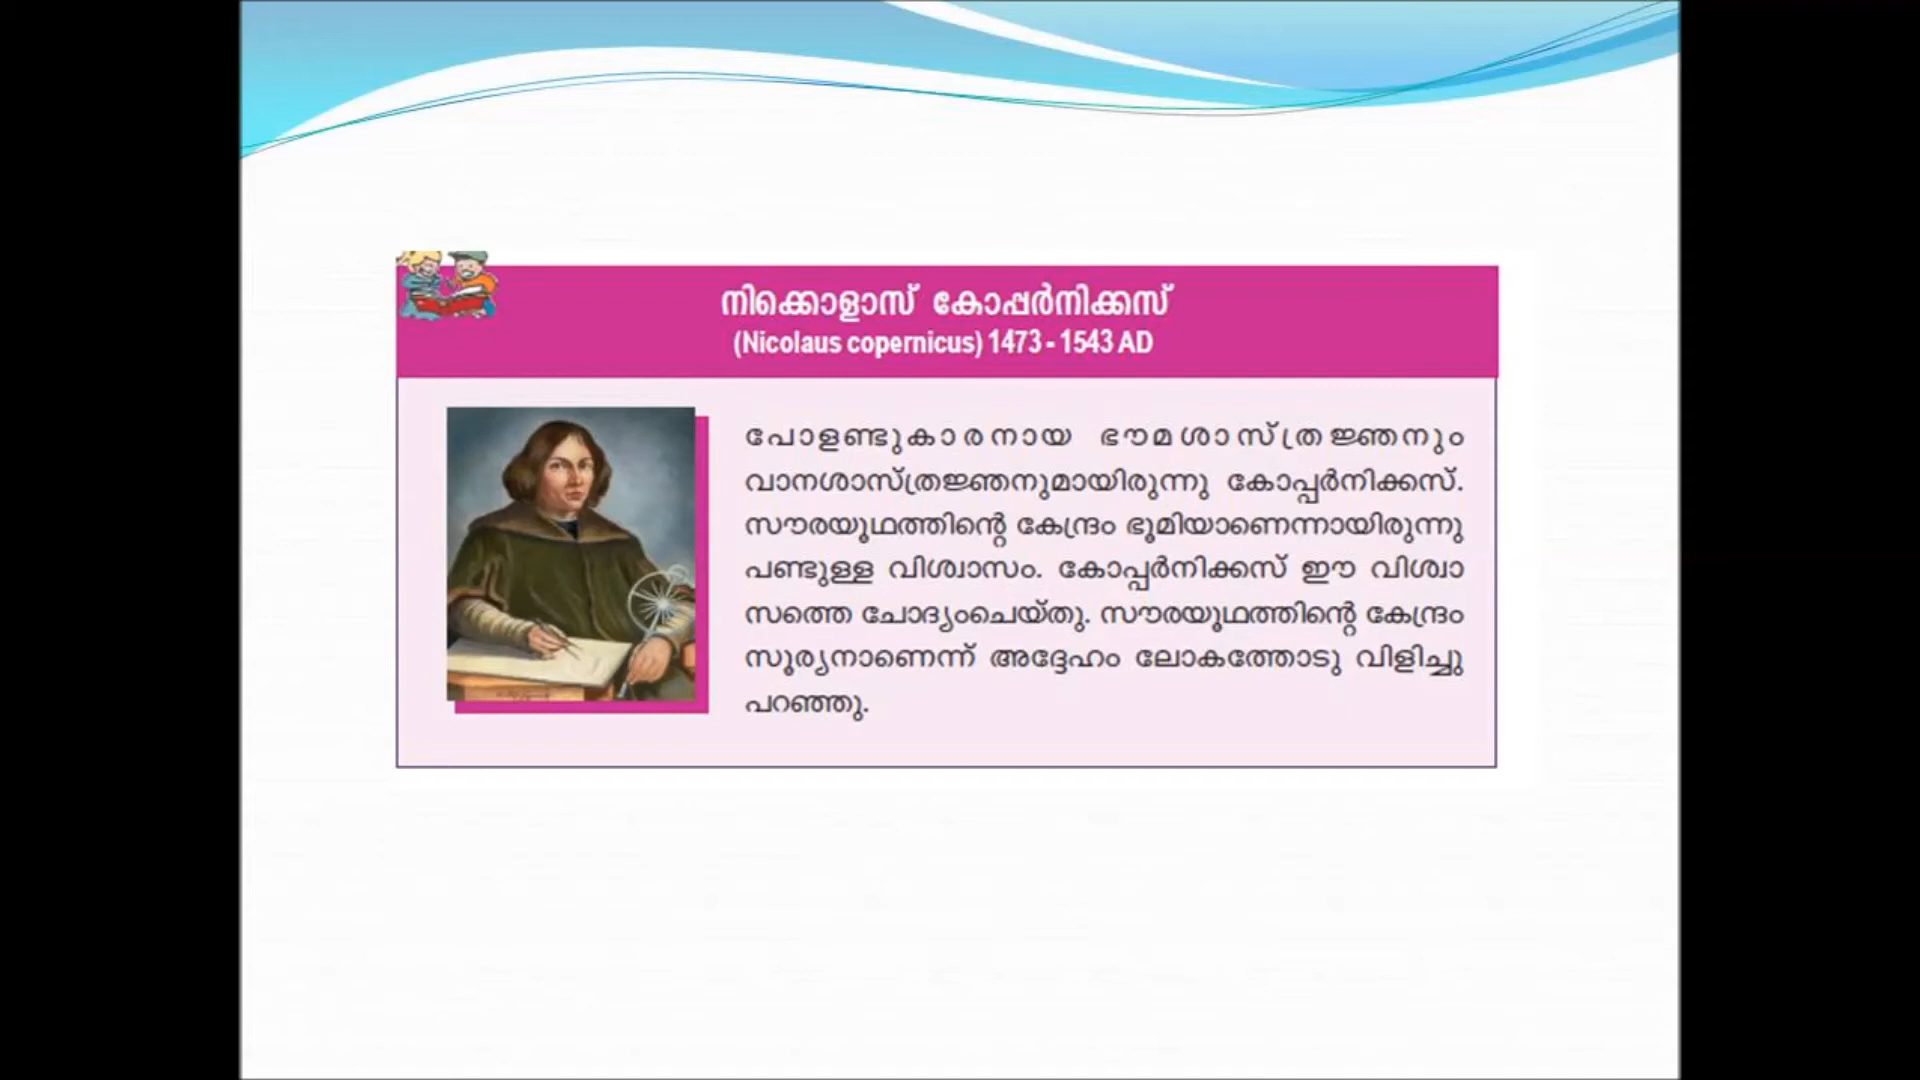 നിക്കൊളാസ് കോപ്പർനിക്കസ്
(Nicolaus copernicus) 1473 - 1543 AD
പോളണ്ടുകാരനായ ഭൗമശാസ്ത്രജ്ഞനും
വാനശാസ്ത്രജ്ഞനുമായിരുന്നു കോപ്പർനിക്കസ്.
സൗരയൂഥത്തിന്റെ കേന്ദ്രം ഭൂമിയാണെന്നായിരുന്നു
പണ്ടുള്ള വിശ്വാസം. കോപ്പർനിക്കസ് ഈ വിശ്വാ
സത്തെ ചോദ്യംചെയ്തു. സൗരയൂഥത്തിന്റെ കേന്ദ്രം
സൂര്യനാണെന്ന് അദ്ദേഹം ലോകത്തോടു വിളിച്ചു
പറഞ്ഞു.